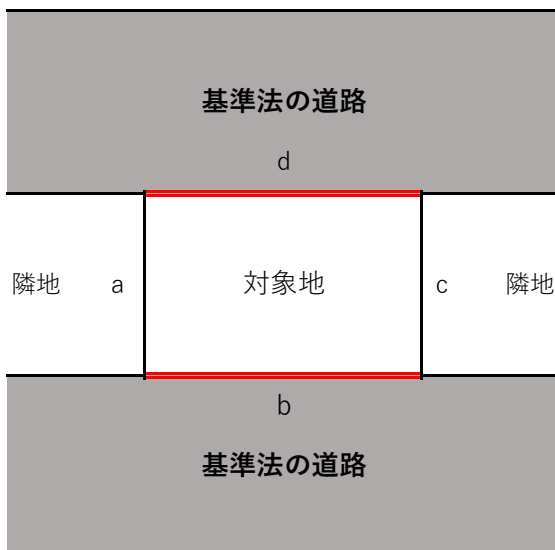 基準法の道路
d
隣地 a 対象地 c 隣地
b
基準法の道路